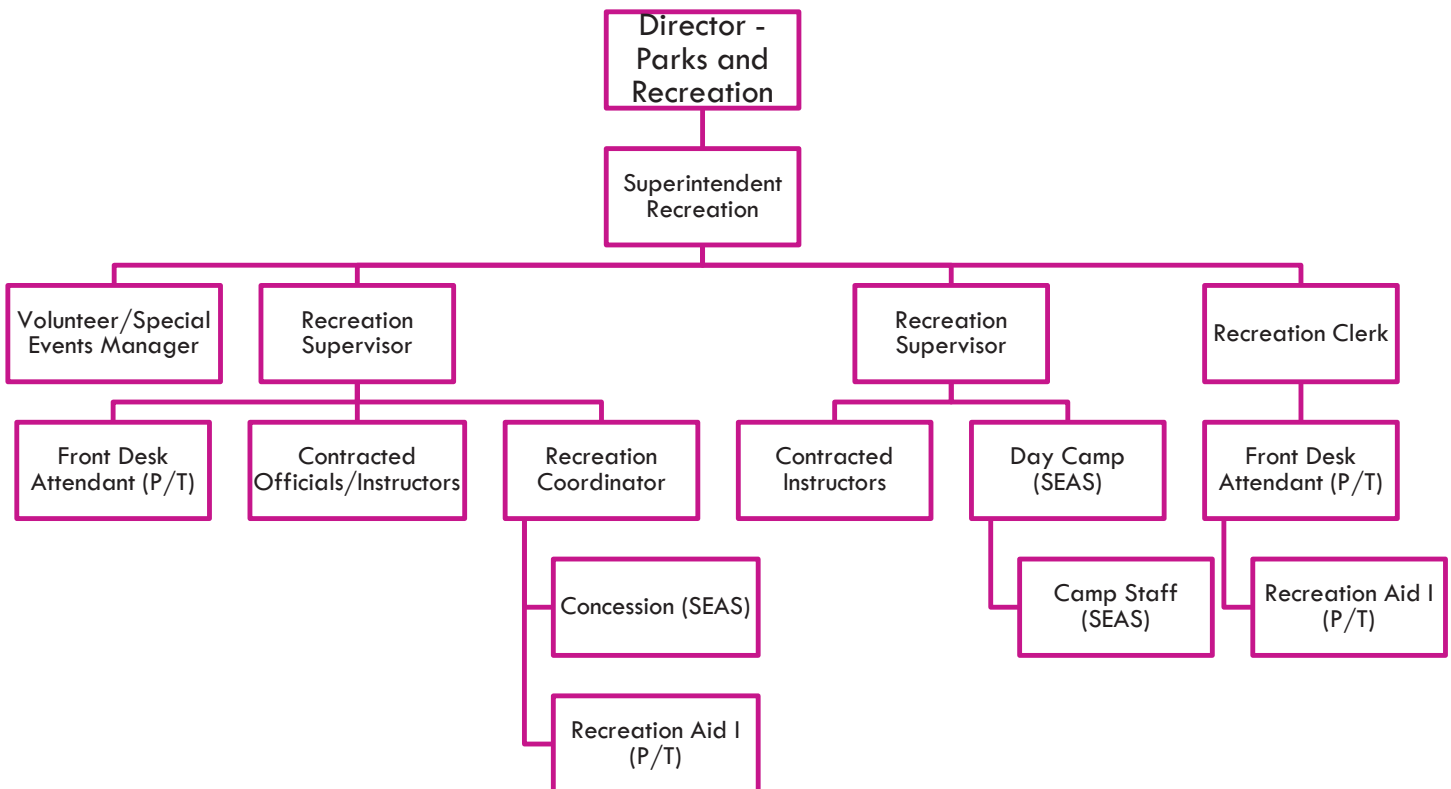 Director -
Parks and
Recreation
Superintendent
Recreation
Volunteer/Special
Events Manager
Recreation
Supervisor
Recreation
Supervisor
Recreation Clerk
Front Desk
Attendant (P/T)
Contracted
Officials/Instructors
Recreation
Coordinator
Contracted
Instructors
Day Camp
(SEAS)
Front Desk
Attendant (P/T)
Concession (SEAS)
Camp Staff
(SEAS)
Recreation Aid I
(P/T)
Recreation Aid I
(P/T)